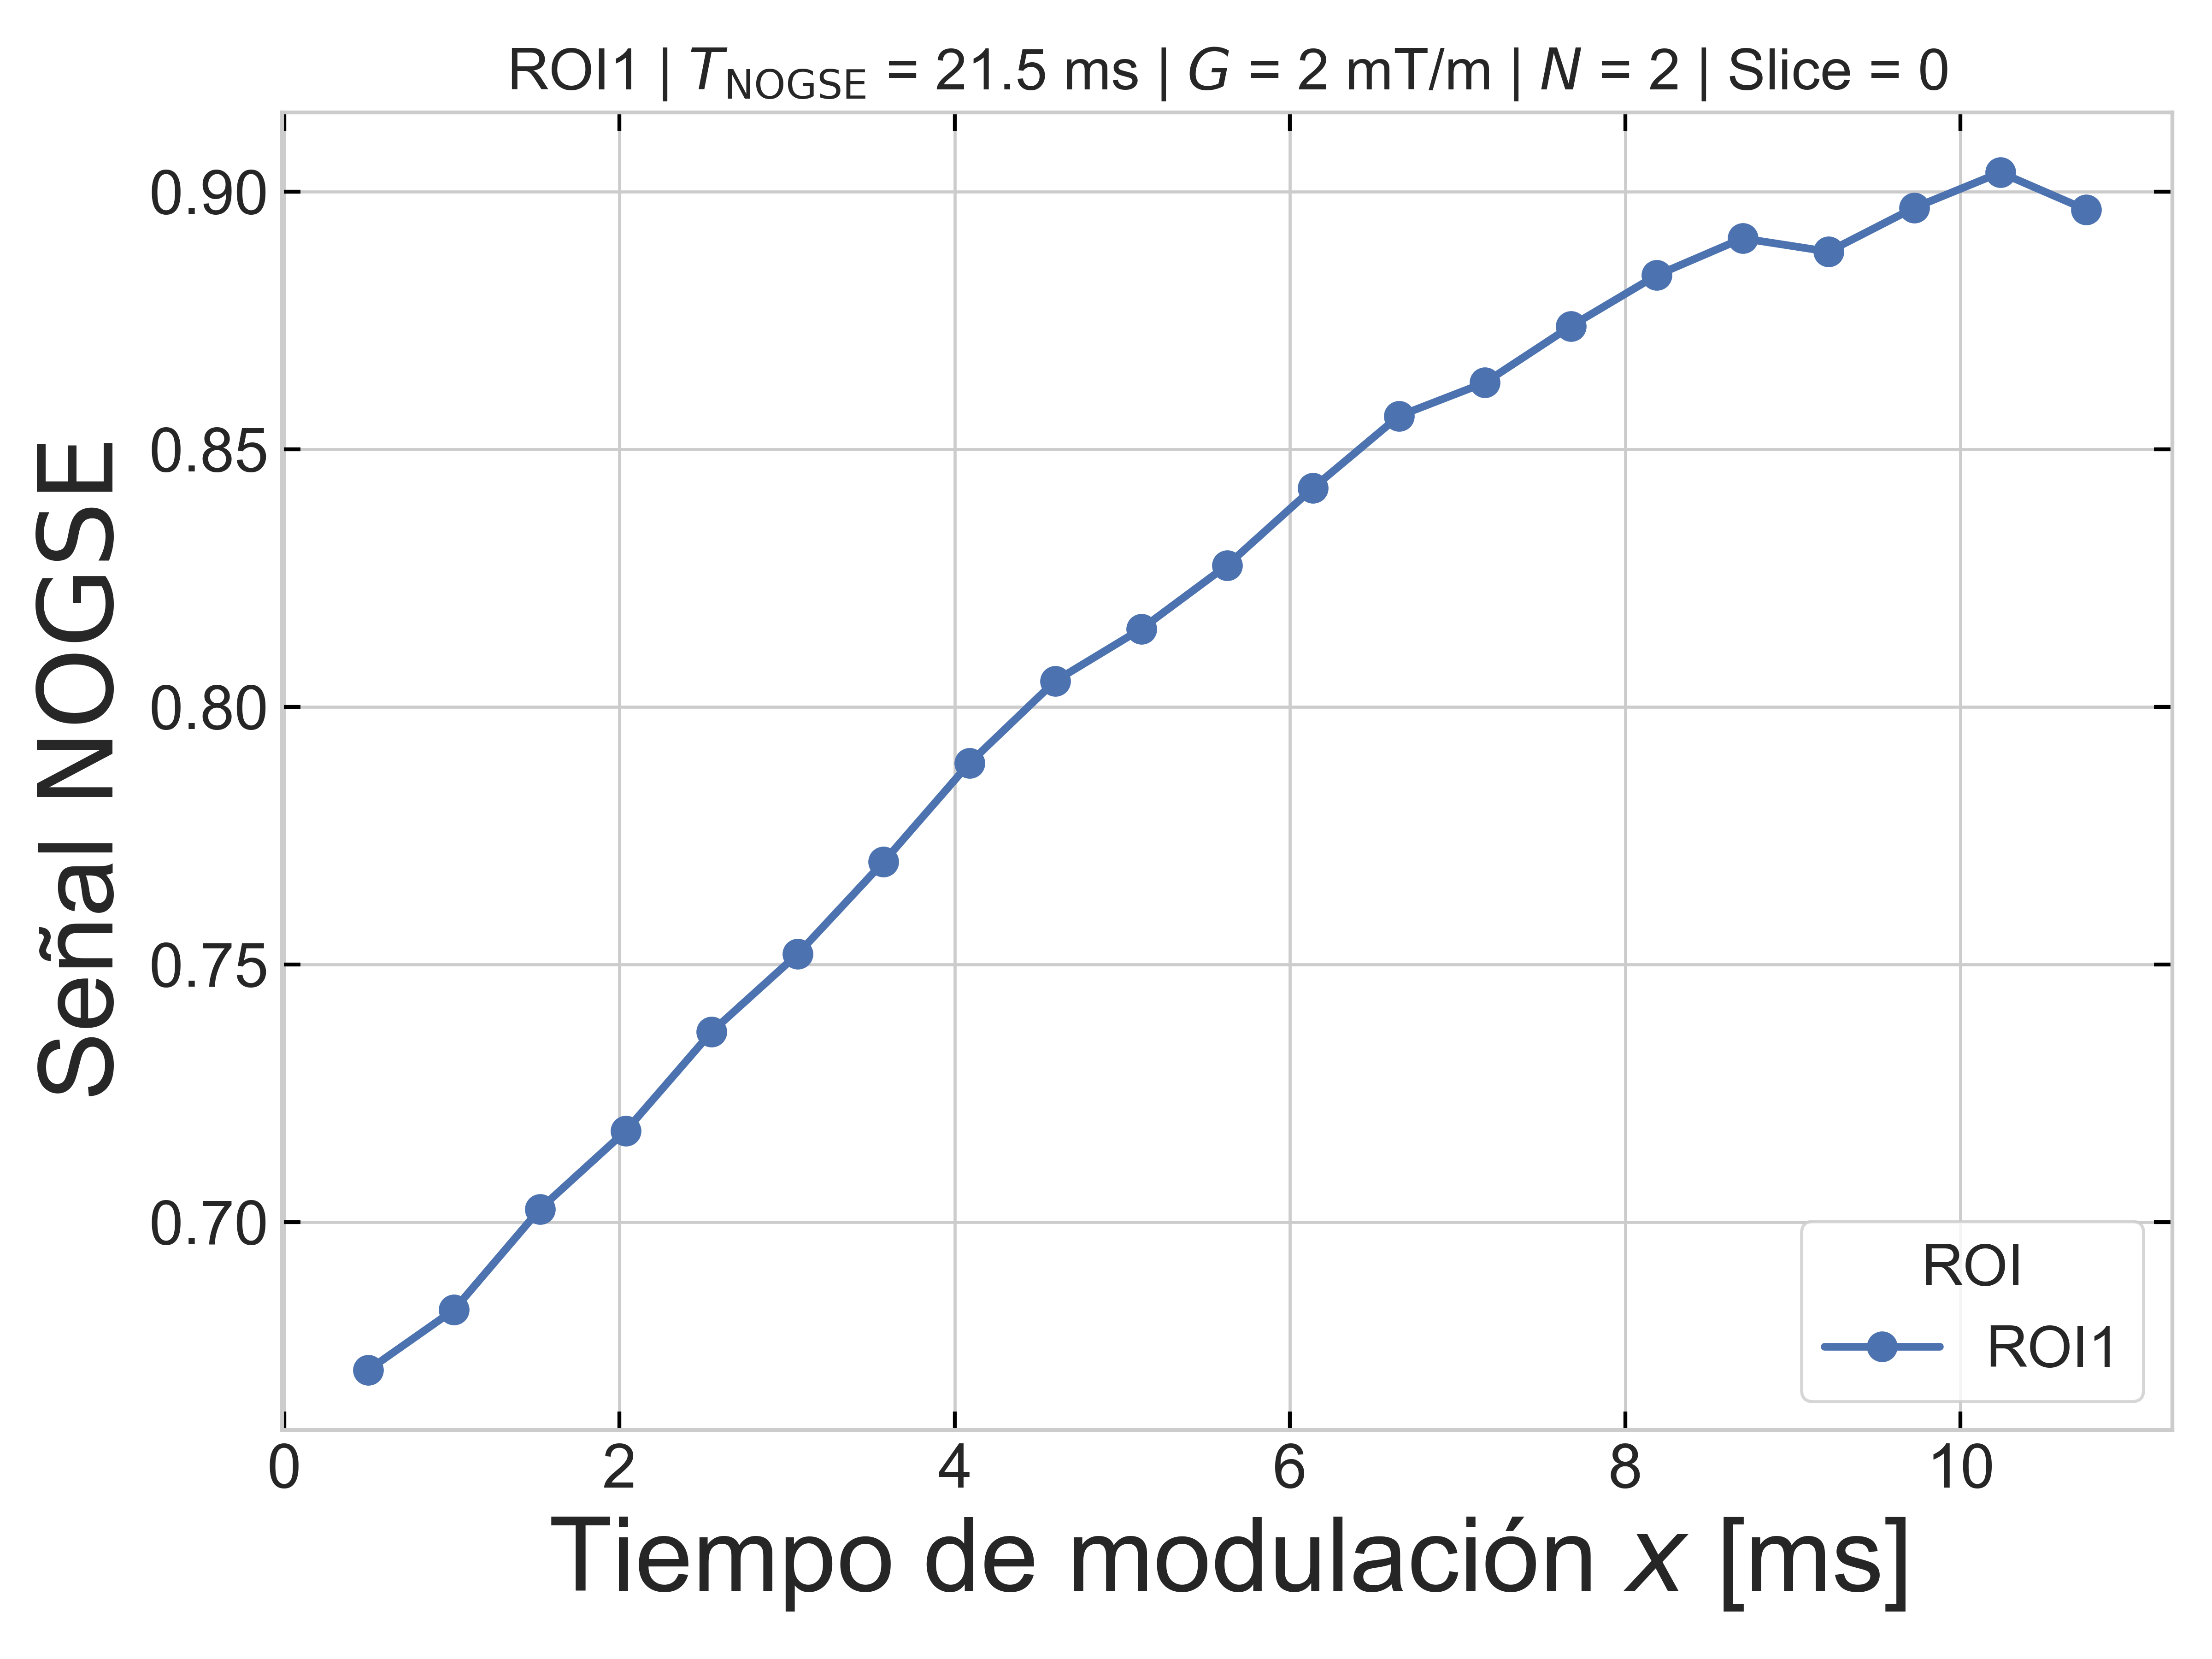 ROI1 | T_NOGSE = 21.5 ms | G = 2 mT/m | N = 2 | Slice = 0
Señal NOGSE
0.90
0.85
0.80
0.75
0.70
0 2 4 6 8 10
Tiempo de modulación x [ms]
ROI
ROI1